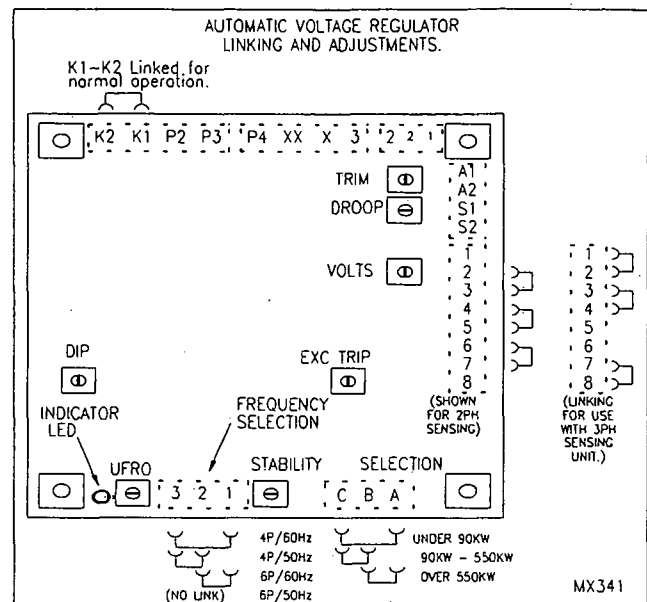 AUTOMATIC VOLTAGE REGULATOR
LINKING AND ADJUSTMENTS.
K1~K2 Linked for
normal operation.
K2 K1 P2 P3 P4 XX X 3 2 2 1
TRIM
DROOP
VOLTS
A1
A2
S1
S2
1
2
3
4
5
6
7
8
1
2
3
4
5
6
7
8
(SHOWN
FOR 2PH
SENSING)
(LINKING
FOR USE
WITH 3PH
SENSING
UNIT.)
DIP
EXC TRIP
INDICATOR
LED
FREQUENCY
SELECTION
UFRO
3 2 1
STABILITY
SELECTION
C B A
4P/60Hz
4P/50Hz
6P/60Hz
(NO LINK) 6P/50Hz
UNDER 90KW
90KW - 550KW
OVER 550KW
MX341